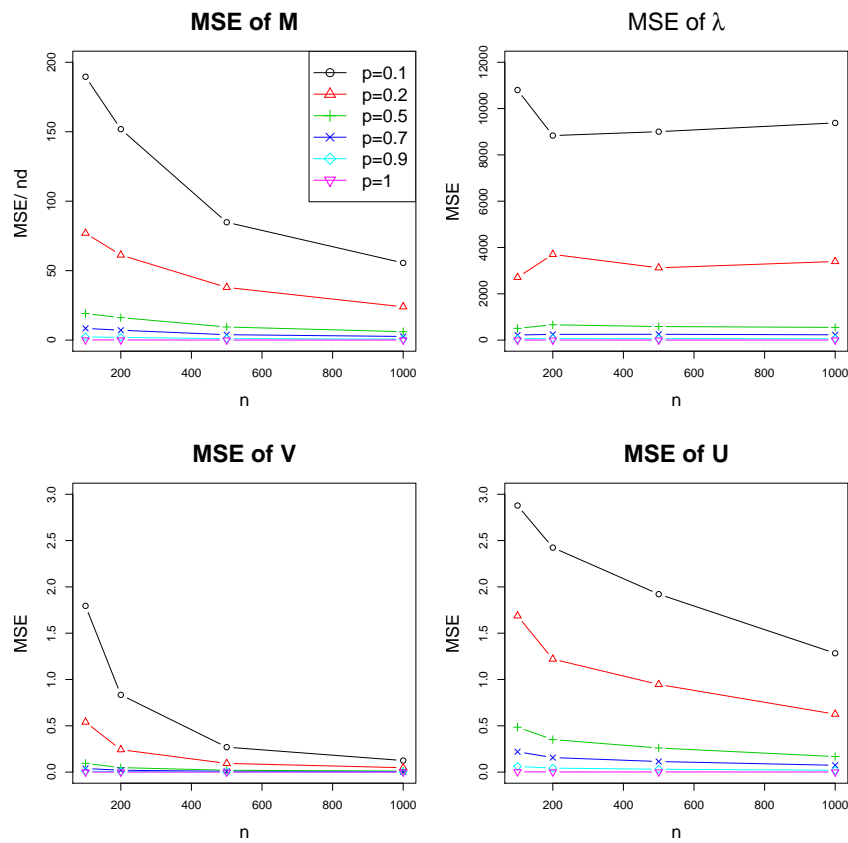 MSE of M
MSE/ nd
200
150
100
50
0
200 400 600 800 1000
n
p=0.1
p=0.2
p=0.5
p=0.7
p=0.9
p=1
MSE of λ
MSE
12000
10000
8000
6000
4000
2000
0
200 400 600 800 1000
n
MSE of V
MSE
3.0
2.5
2.0
1.5
1.0
0.5
0.0
200 400 600 800 1000
n
MSE of U
MSE
3.0
2.5
2.0
1.5
1.0
0.5
0.0
200 400 600 800 1000
n